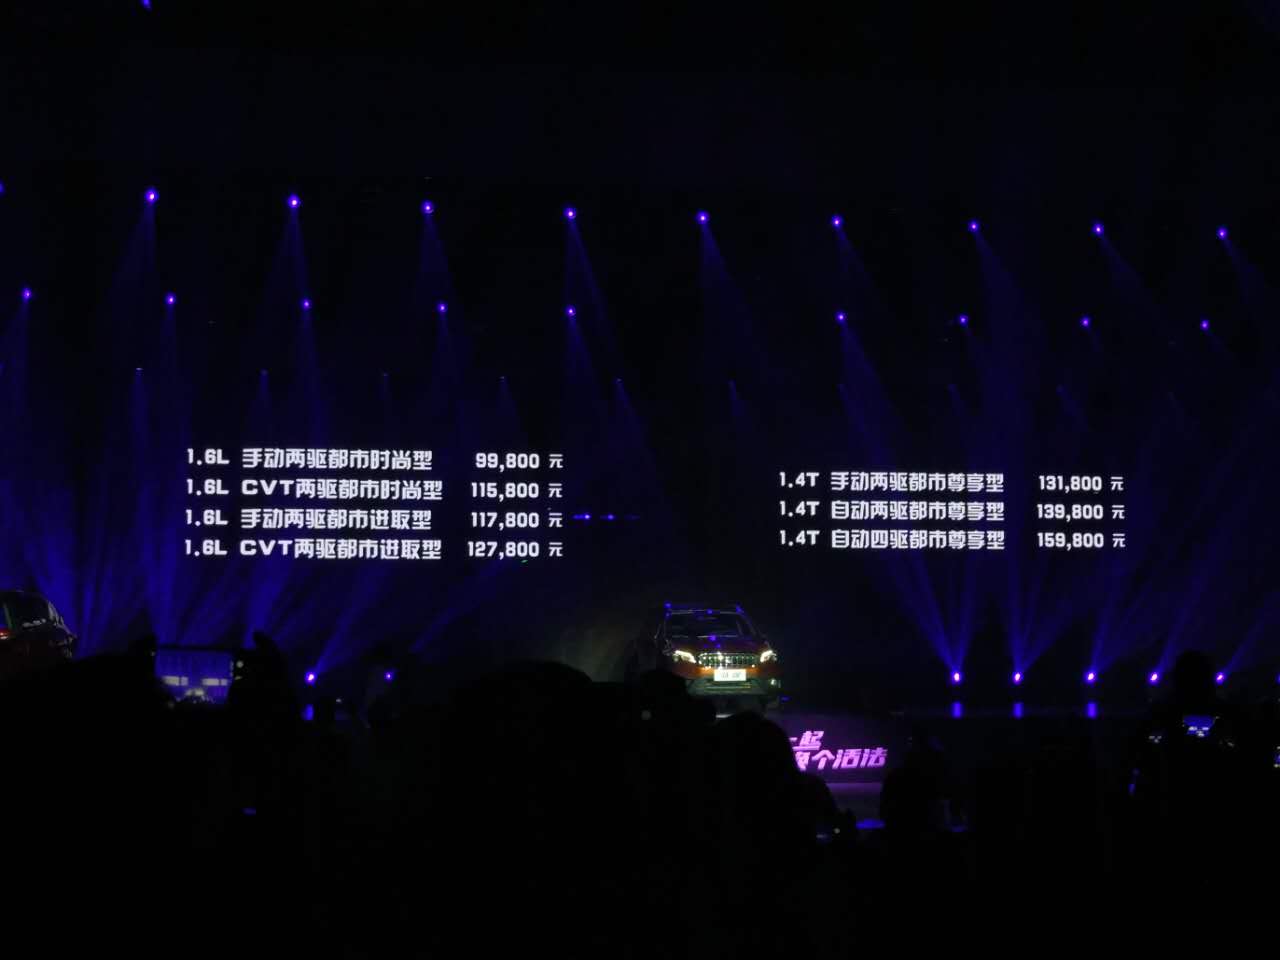 1.6L 手动两驱都市时尚型 99,800 元
1.6L CVT两驱都市时尚型 115,800 元
1.6L 手动两驱都市进取型 117,800 元
1.6L CVT两驱都市进取型 127,800 元
1.4T 手动两驱都市尊享型 131,800 元
1.4T 自动两驱都市尊享型 139,800 元
1.4T 自动四驱都市尊享型 159,800 元
一起
换个活法